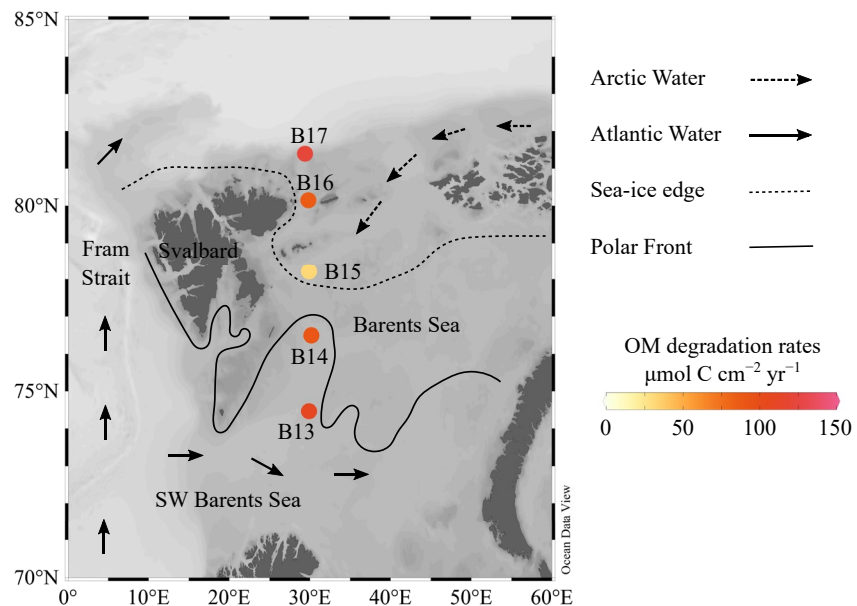 85°N
80°N
75°N
70°N
0°
10°E
20°E
30°E
40°E
50°E
60°E
B17
B16
Svalbard
Fram
Strait
B15
Barents Sea
B14
B13
SW Barents Sea
Ocean Data View
Arctic Water
Atlantic Water
Sea-ice edge
Polar Front
OM degradation rates
μmol C cm⁻² yr⁻¹
0
50
100
150